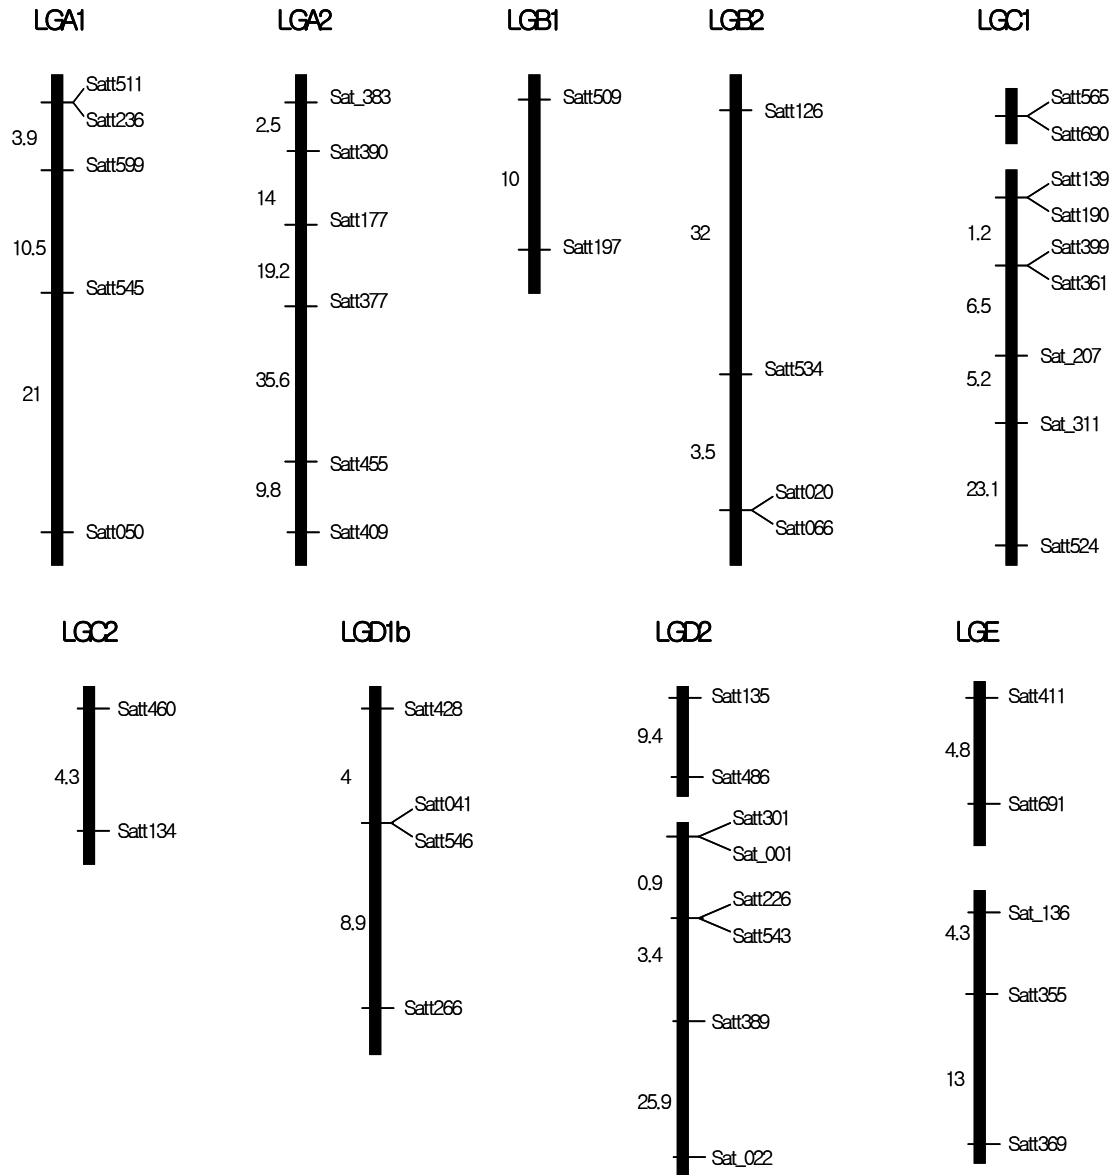 LGA1
Satt511
Satt236
3.9
Satt599
10.5
Satt545
21
Satt050
LGA2
Sat_383
2.5
Satt390
14
Satt177
19.2
Satt377
35.6
Satt455
9.8
Satt409
LGB1
Satt509
10
Satt197
LGB2
Satt126
32
Satt534
3.5
Satt020
Satt066
LGC1
Satt565
Satt690
Satt139
Satt190
1.2
Satt399
Satt361
6.5
Sat_207
5.2
Sat_311
23.1
Satt524
LGC2
Satt460
4.3
Satt134
LGD1b
Satt428
4
Satt041
Satt546
8.9
Satt266
LGD2
Satt135
9.4
Satt486
Satt301
Sat_001
0.9
Satt226
Satt543
3.4
Satt389
25.9
Sat_022
LGE
Satt411
4.8
Satt691
Sat_136
4.3
Satt355
13
Satt369